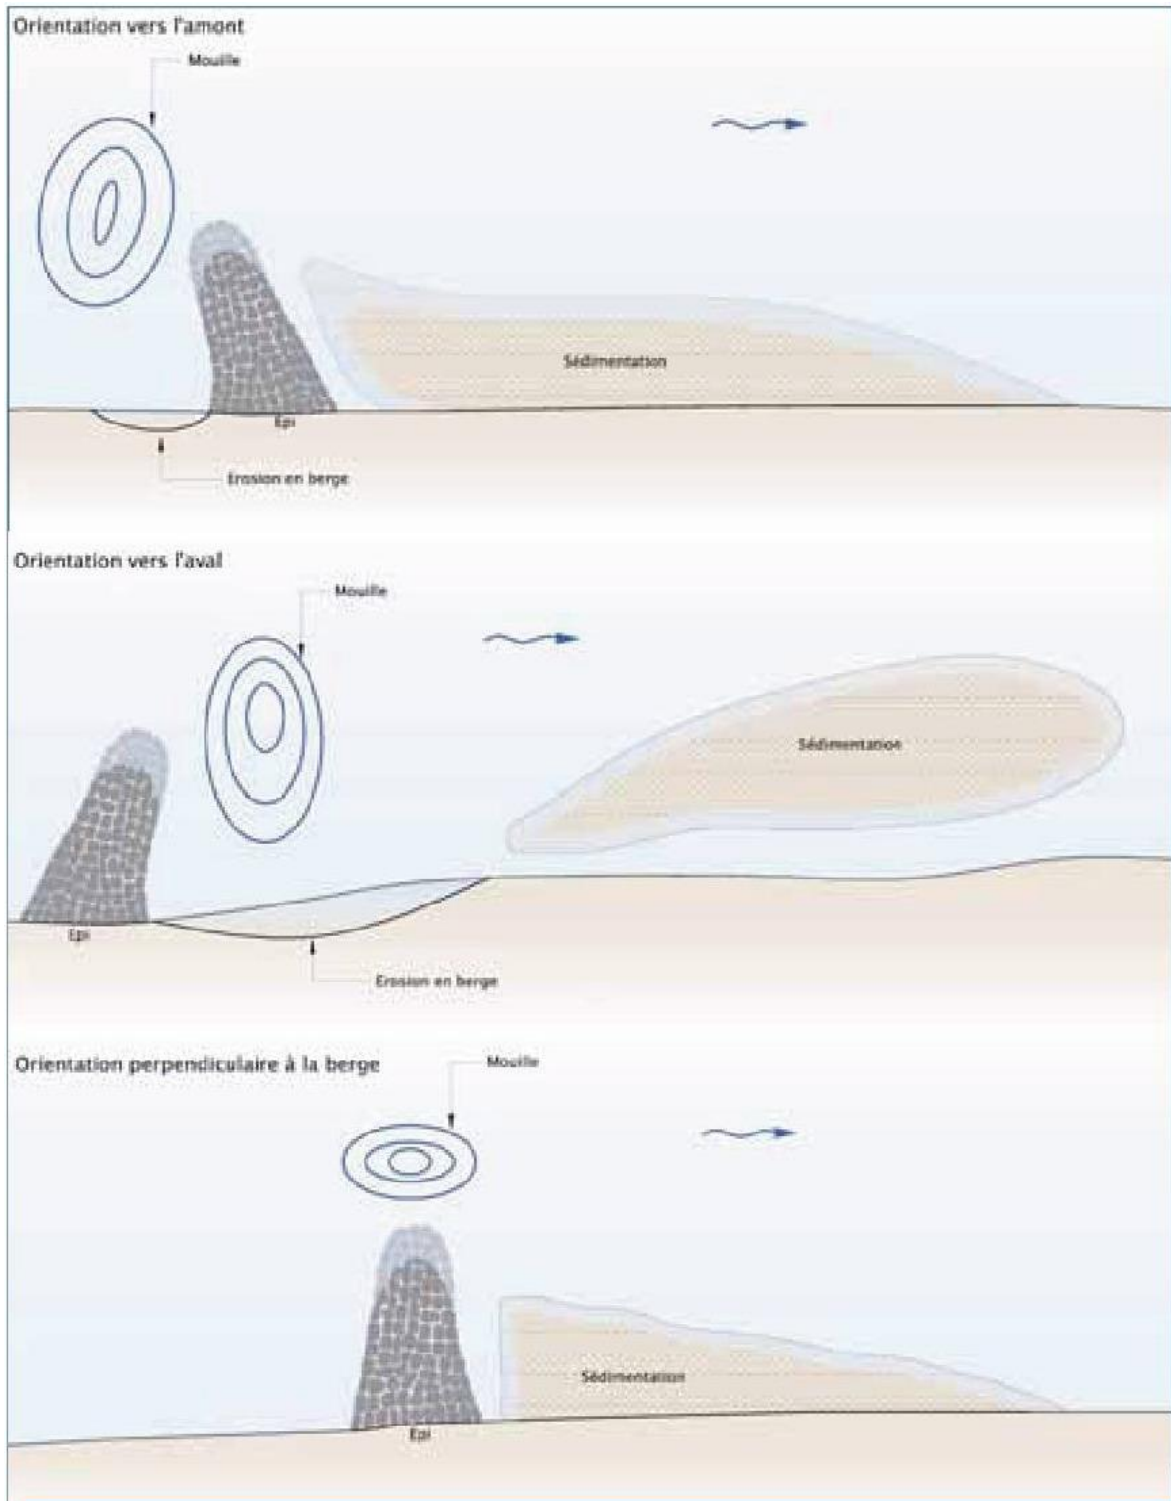 Orientation vers l'amont
Mouille
Sédimentation
Epi
Erosion en berge
Orientation vers l'aval
Mouille
Sédimentation
Epi
Erosion en berge
Orientation perpendiculaire à la berge
Mouille
Sédimentation
Epi